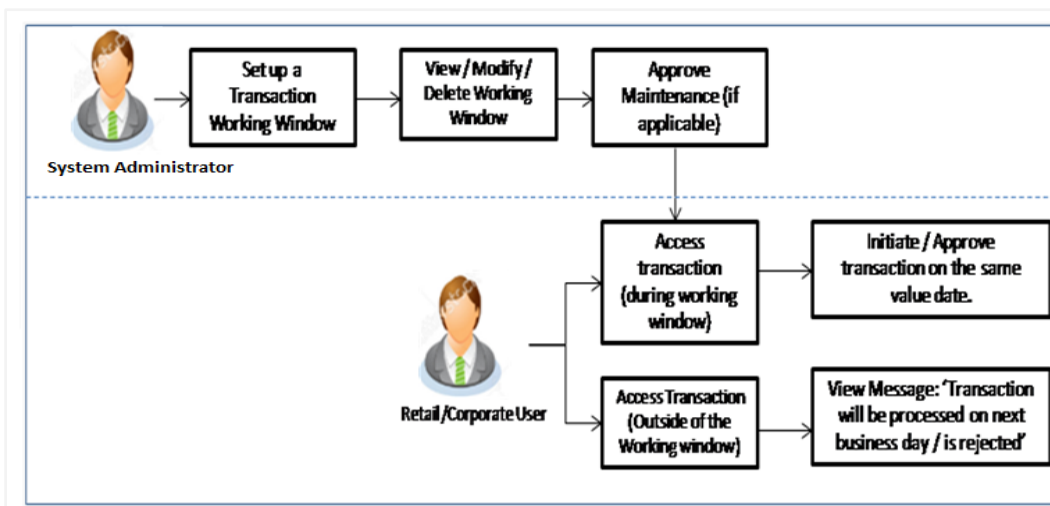 Set up a
Transaction
Working Window
View / Modify /
Delete Working
Window
Approve
Maintenance (if
applicable)
System Administrator
Access
transaction
(during working
window)
Initiate / Approve
transaction on the same
value date.
Retail /Corporate User
Access Transaction
(Outside of the
Working window)
View Message: ‘Transaction
will be processed on next
business day / is rejected’